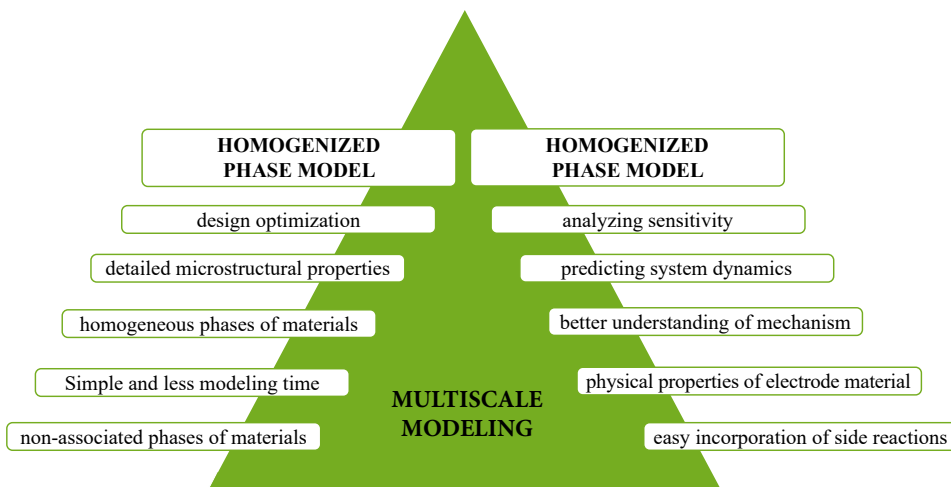 HOMOGENIZED
PHASE MODEL
design optimization
detailed microstructural properties
homogeneous phases of materials
Simple and less modeling time
non-associated phases of materials
HOMOGENIZED
PHASE MODEL
analyzing sensitivity
predicting system dynamics
better understanding of mechanism
physical properties of electrode material
easy incorporation of side reactions
MULTISCALE
MODELING